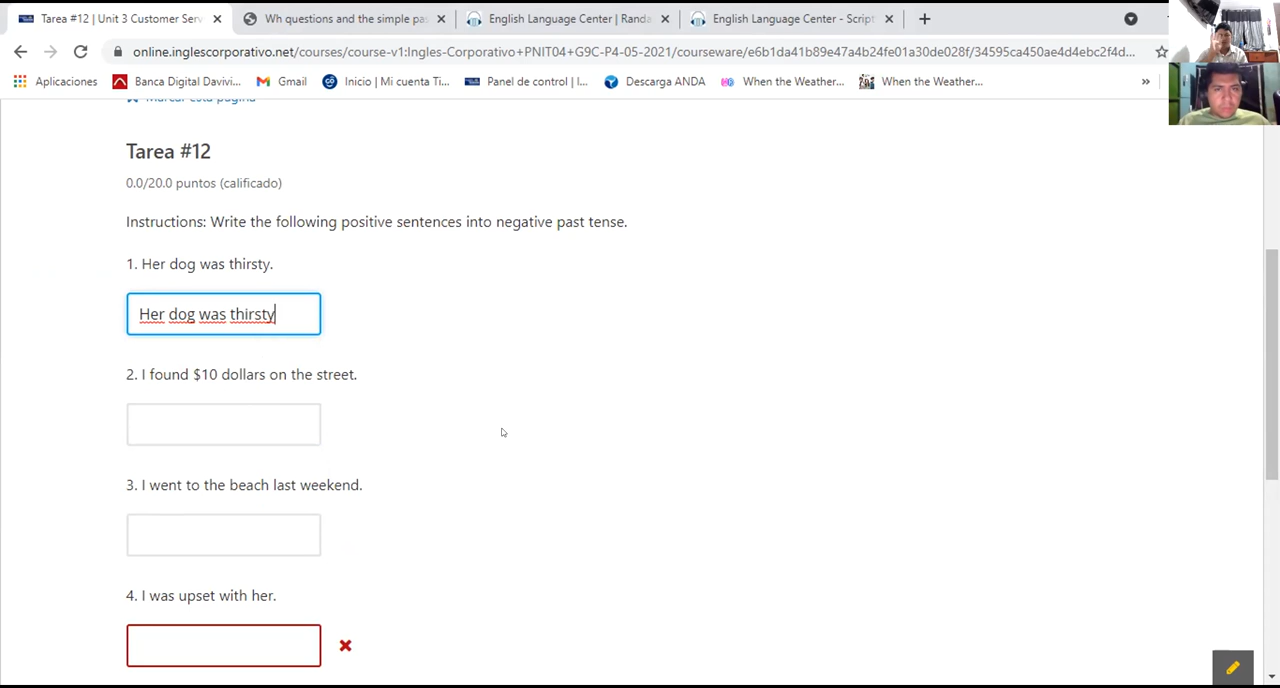 Tarea #12 | Unit 3 Customer Serv
Wh questions and the simple pas
English Language Center | Randa
English Language Center - Script
online.inglescorporativo.net/courses/course-v1:Ingles-Corporativo+PNIT04+G9C-P4-05-2021/courseware/e6b1da41b89e47a4b24fe01a30de028f/34595ca450ae4d4ebc2f4d...
Aplicaciones
Banca Digital Davivi...
Gmail
Inicio | Mi cuenta Ti...
Panel de control | I...
Descarga ANDA
When the Weather...
When the Weather...
»
Marcar esta página
Tarea #12
0.0/20.0 puntos (calificado)
Instructions: Write the following positive sentences into negative past tense.
1. Her dog was thirsty.
Her dog was thirsty
2. I found $10 dollars on the street.
3. I went to the beach last weekend.
4. I was upset with her.